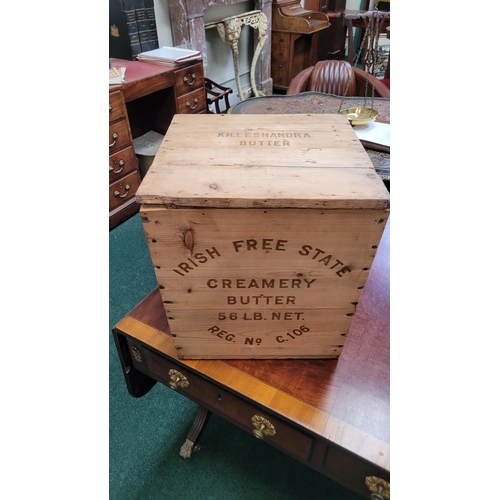 KILLESHANDRA
BUTTER
IRISH FREE STATE
CREAMERY
BUTTER
56 LB. NET.
REG. Nº C.106